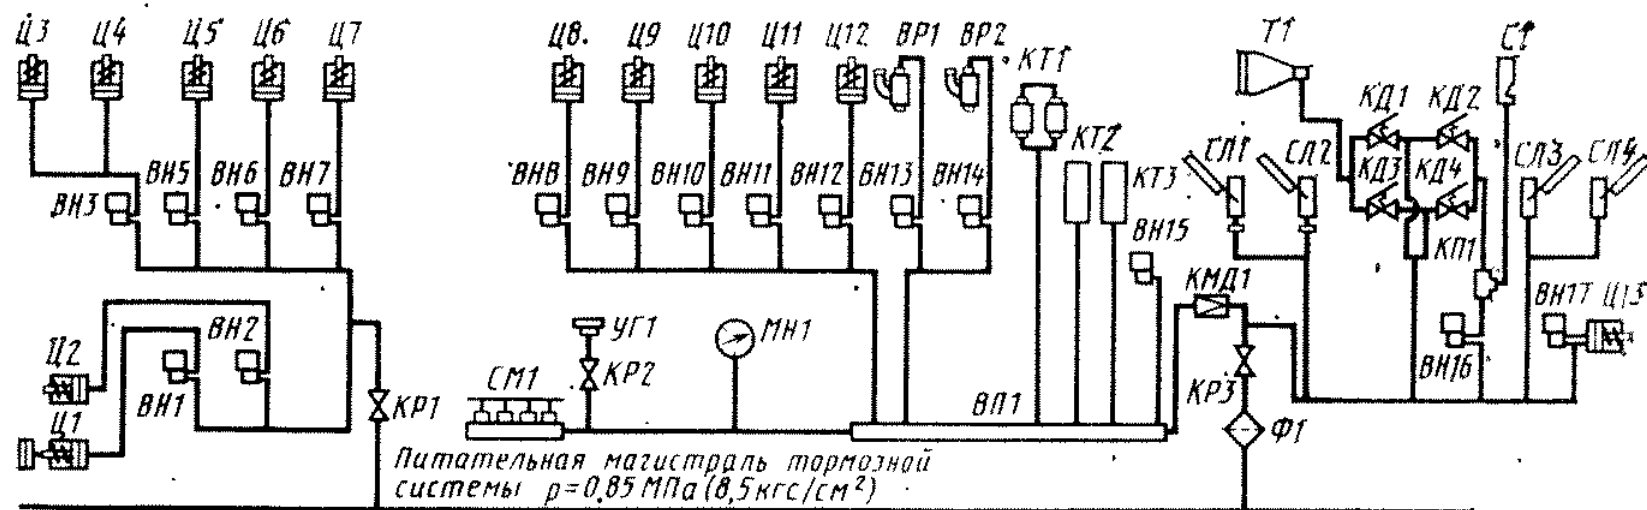 Ц3 Ц4 Ц5 Ц6 Ц7 Ц8. Ц9 Ц10 Ц11 Ц12 ВР1 ВР2 КТ1 Т1 С1
КД1 КД2
КТ2 СЛ1 СЛ2 КД3 КД4 СЛ3 СЛ4
ВН3 ВН5 ВН6 ВН7 ВН8 ВН9 ВН10 ВН11 ВН12 ВН13 ВН14 КТ3
ВН15 КП1
КМД1 ВН17 Ц13
Ц2 ВН2 УГ1 МН1
ВН1 КР1 СМ1 КР2 ВП1 КР3 ВН16
Ц1 Ф1
Питательная магистраль тормозной
системы p=0,85 МПа (8,5 кгс/см²)